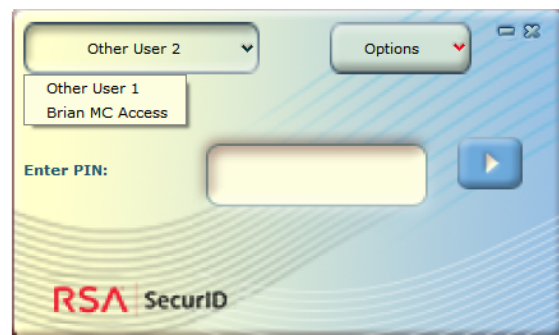 Other User 2
Options
Other User 1
Brian MC Access
Enter PIN:
RSA SecurID